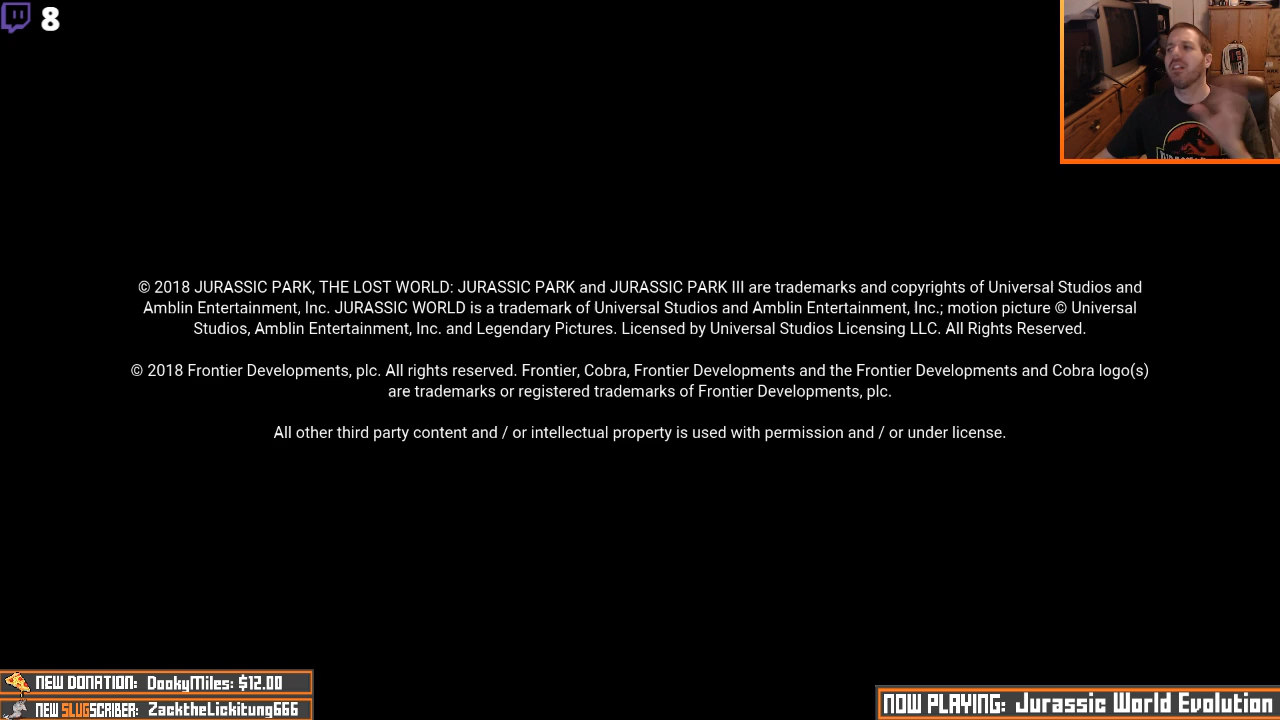 8
© 2018 JURASSIC PARK, THE LOST WORLD: JURASSIC PARK and JURASSIC PARK III are trademarks and copyrights of Universal Studios and
Amblin Entertainment, Inc. JURASSIC WORLD is a trademark of Universal Studios and Amblin Entertainment, Inc.; motion picture © Universal
Studios, Amblin Entertainment, Inc. and Legendary Pictures. Licensed by Universal Studios Licensing LLC. All Rights Reserved.
© 2018 Frontier Developments, plc. All rights reserved. Frontier, Cobra, Frontier Developments and the Frontier Developments and Cobra logo(s)
are trademarks or registered trademarks of Frontier Developments, plc.
All other third party content and / or intellectual property is used with permission and / or under license.
NEW DONATION: DookyMiles: $12.00
NEW SLUGSCRIBER: ZacktheLickitung666
NOW PLAYING: Jurassic World Evolution